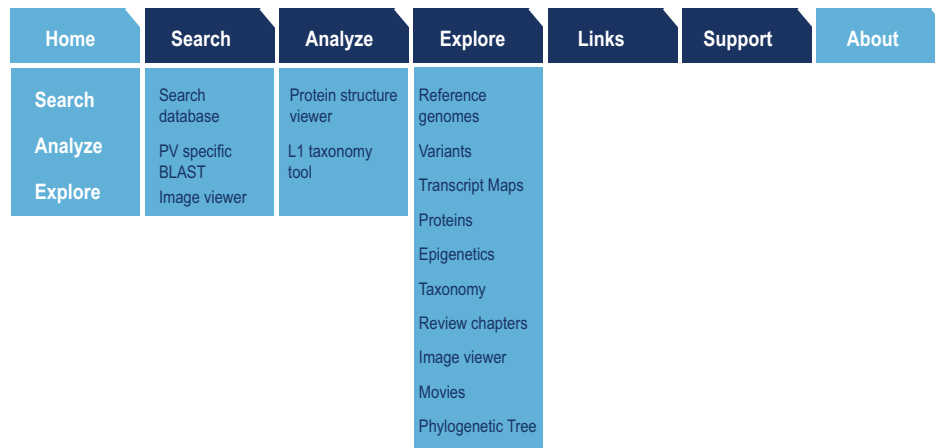 Home
Search
Analyze
Explore
Links
Support
About
Search
Analyze
Explore
Search
database
PV specific
BLAST
Image viewer
Protein structure
viewer
L1 taxonomy
tool
Reference
genomes
Variants
Transcript Maps
Proteins
Epigenetics
Taxonomy
Review chapters
Image viewer
Movies
Phylogenetic Tree